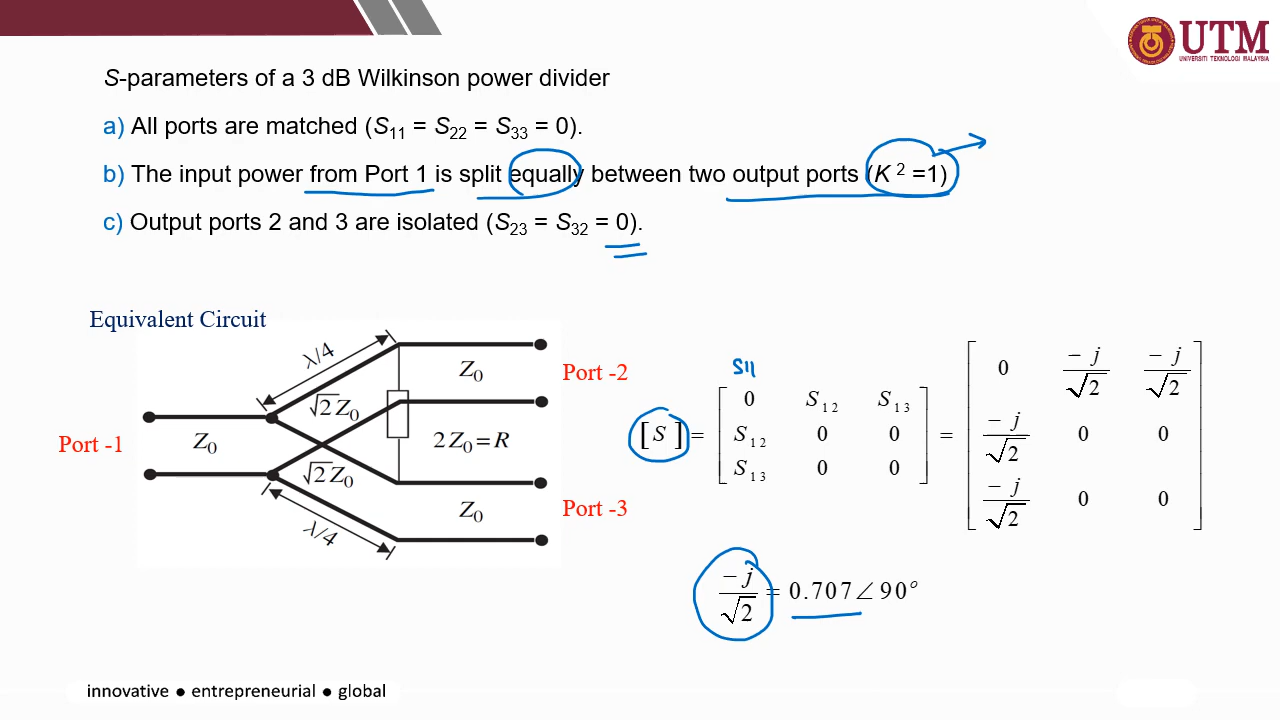 UTM
UNIVERSITI TEKNOLOGI MALAYSIA
S-parameters of a 3 dB Wilkinson power divider
a) All ports are matched (S11 = S22 = S33 = 0).
b) The input power from Port 1 is split equally between two output ports (K ² =1)
c) Output ports 2 and 3 are isolated (S23 = S32 = 0).
Equivalent Circuit
λ/4
Z0
Port -2
√2Z0
Port -1
Z0
2Z0=R
√2Z0
Z0
Port -3
λ/4
S11
[S] = [0 S12 S13; S12 0 0; S13 0 0] = [0 −j/√2 −j/√2; −j/√2 0 0; −j/√2 0 0]
−j/√2 = 0.707∠90°
innovative ● entrepreneurial ● global